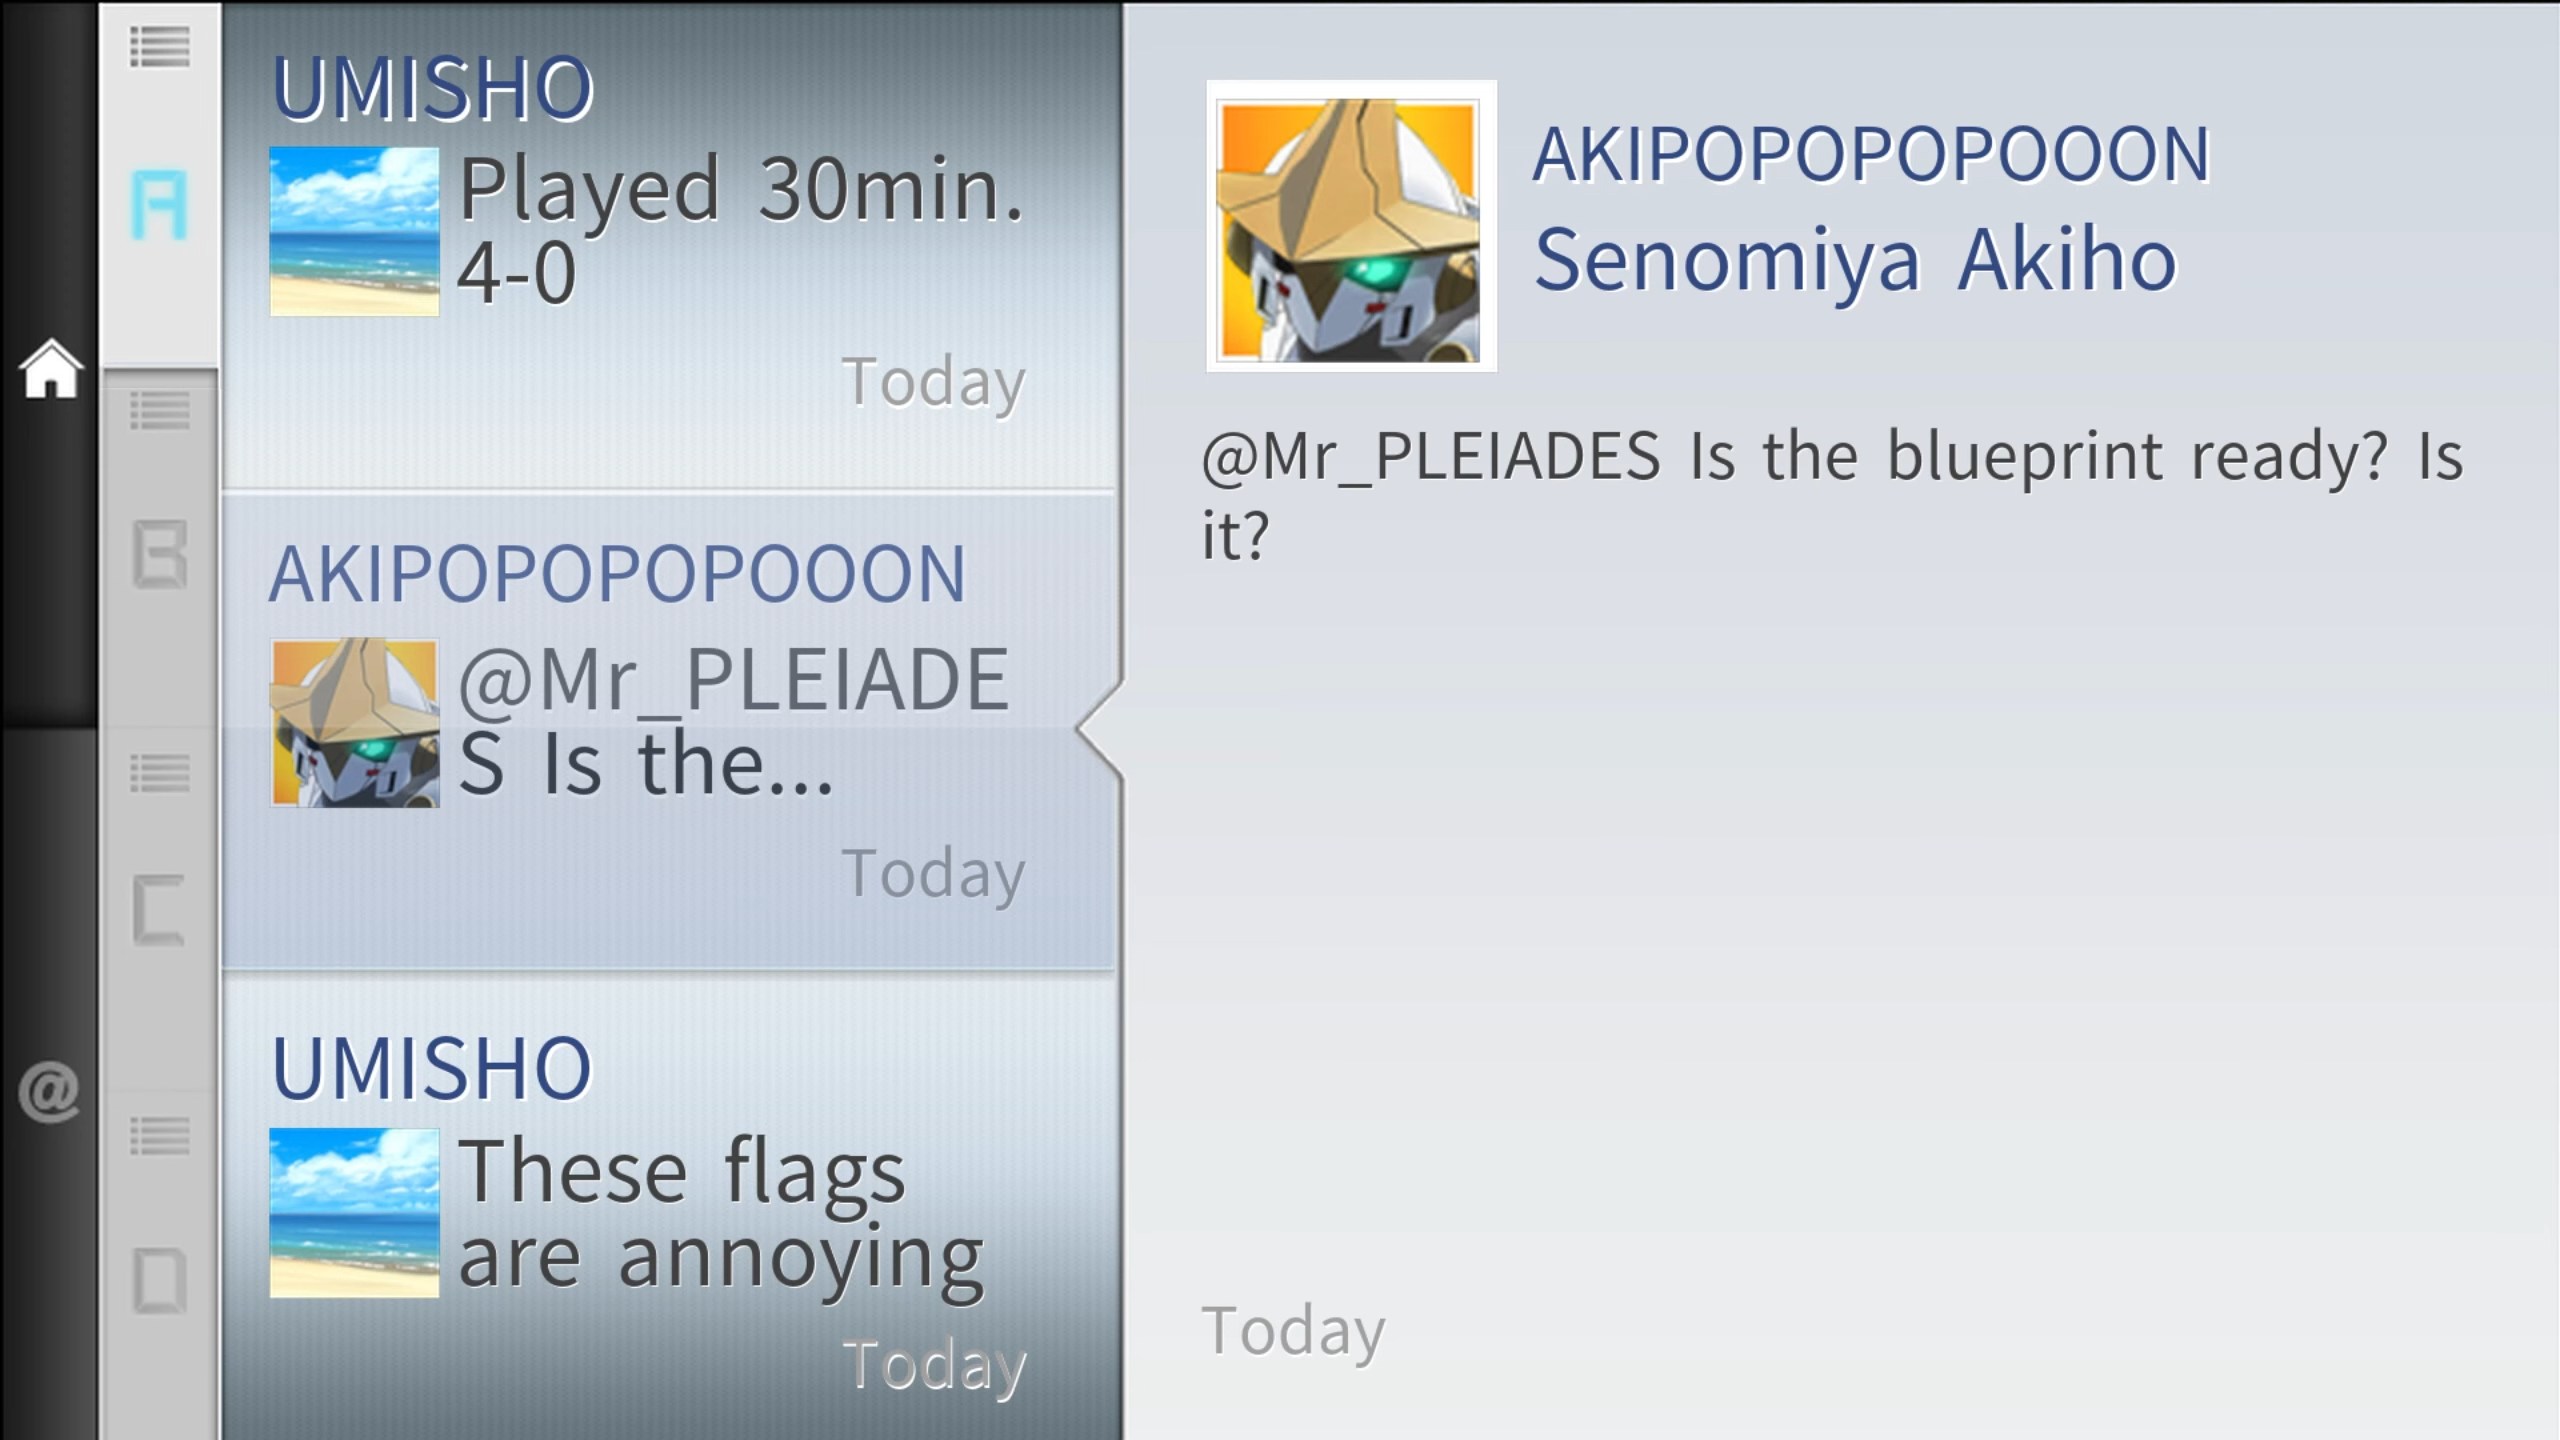 A
B
C
D
@
UMISHO
Played 30min.
4-0
Today
AKIPOPOPOPOOON
@Mr_PLEIADE
S Is the...
Today
UMISHO
These flags
are annoying
Today
AKIPOPOPOPOOON
Senomiya Akiho
@Mr_PLEIADES Is the blueprint ready? Is
it?
Today